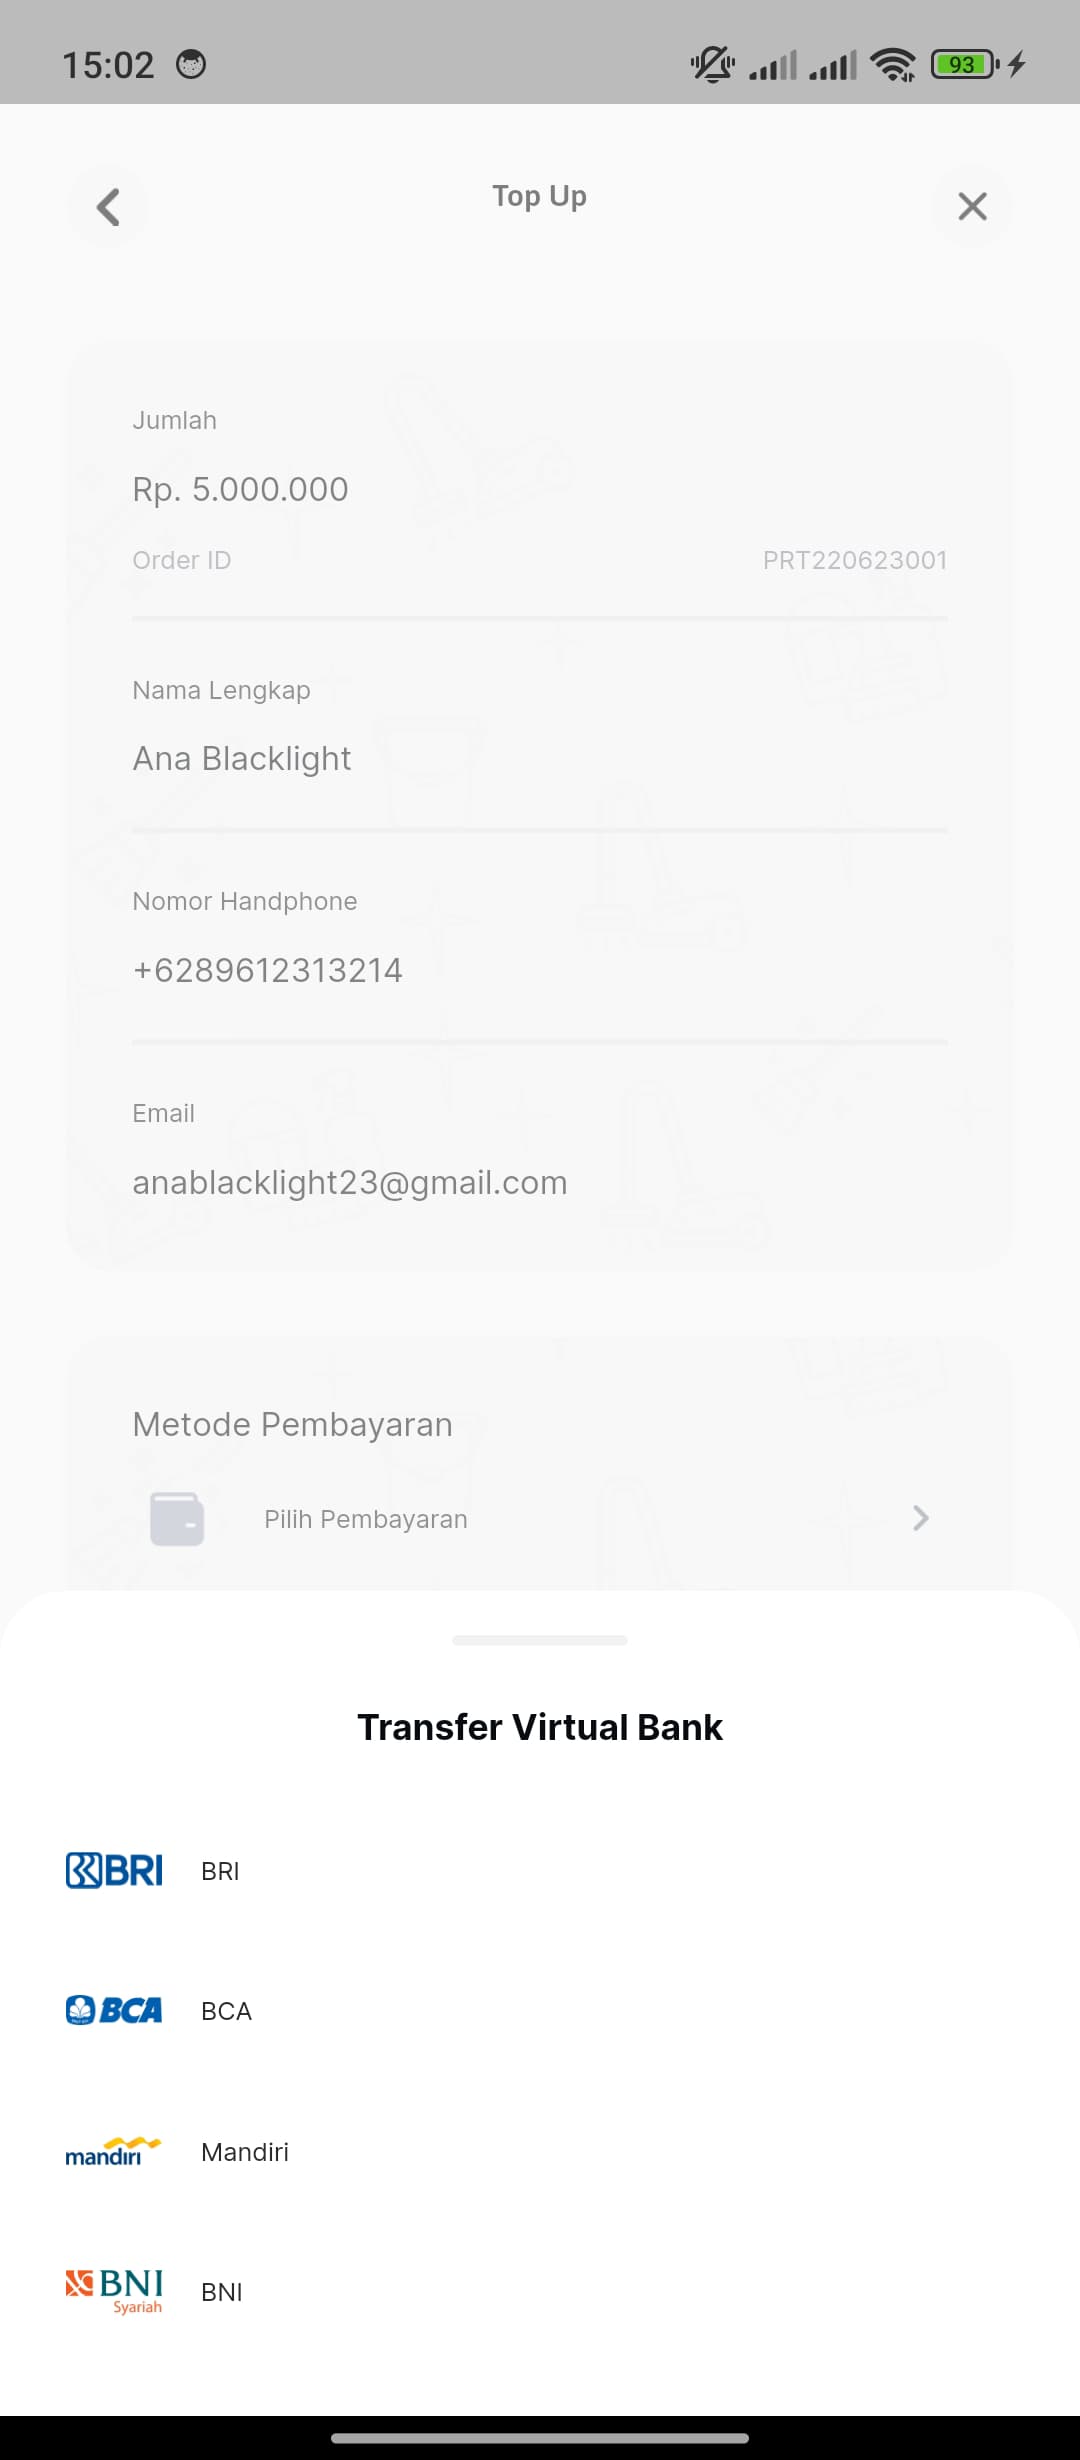 15:02
93
Top Up
Jumlah
Rp. 5.000.000
Order ID PRT220623001
Nama Lengkap
Ana Blacklight
Nomor Handphone
+6289612313214
Email
anablacklight23@gmail.com
Metode Pembayaran
Pilih Pembayaran
Transfer Virtual Bank
BRI BRI
BCA BCA
mandiri Mandiri
BNI Syariah BNI